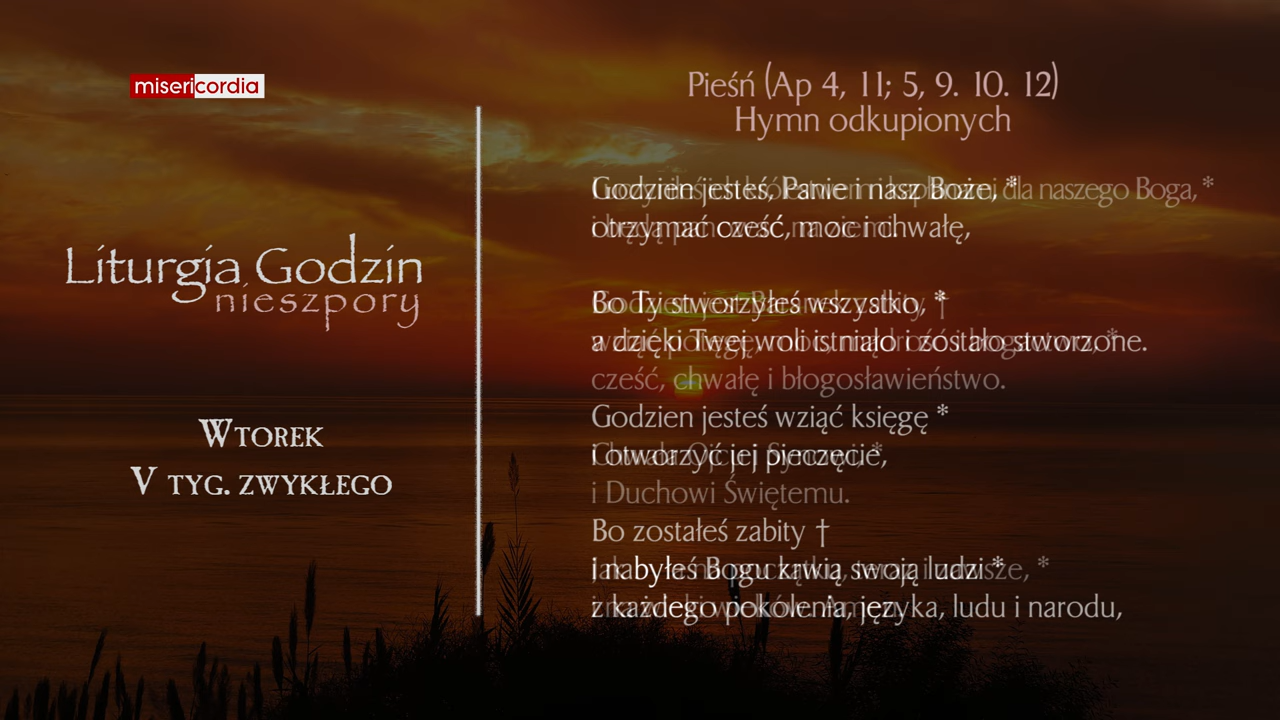 misericordia
Liturgia Godzin
nieszpory
Wtorek
V tyg. zwykłego
Pieśń (Ap 4, 11; 5, 9. 10. 12)
Hymn odkupionych
Godzien jesteś, Panie i nasz Boże, *
dla naszego Boga, *
otrzymać cześć, moc i chwałę,
Bo Ty stworzyłeś wszystko, *
a dzięki Twej woli istniało i zostało stworzone.
cześć, chwałę i błogosławieństwo.
Godzien jesteś wziąć księgę *
i otworzyć jej pieczęcie,
i Duchowi Świętemu.
Bo zostałeś zabity †
i nabyłeś Bogu krwią swoją ludzi *
z każdego pokolenia, języka, ludu i narodu,